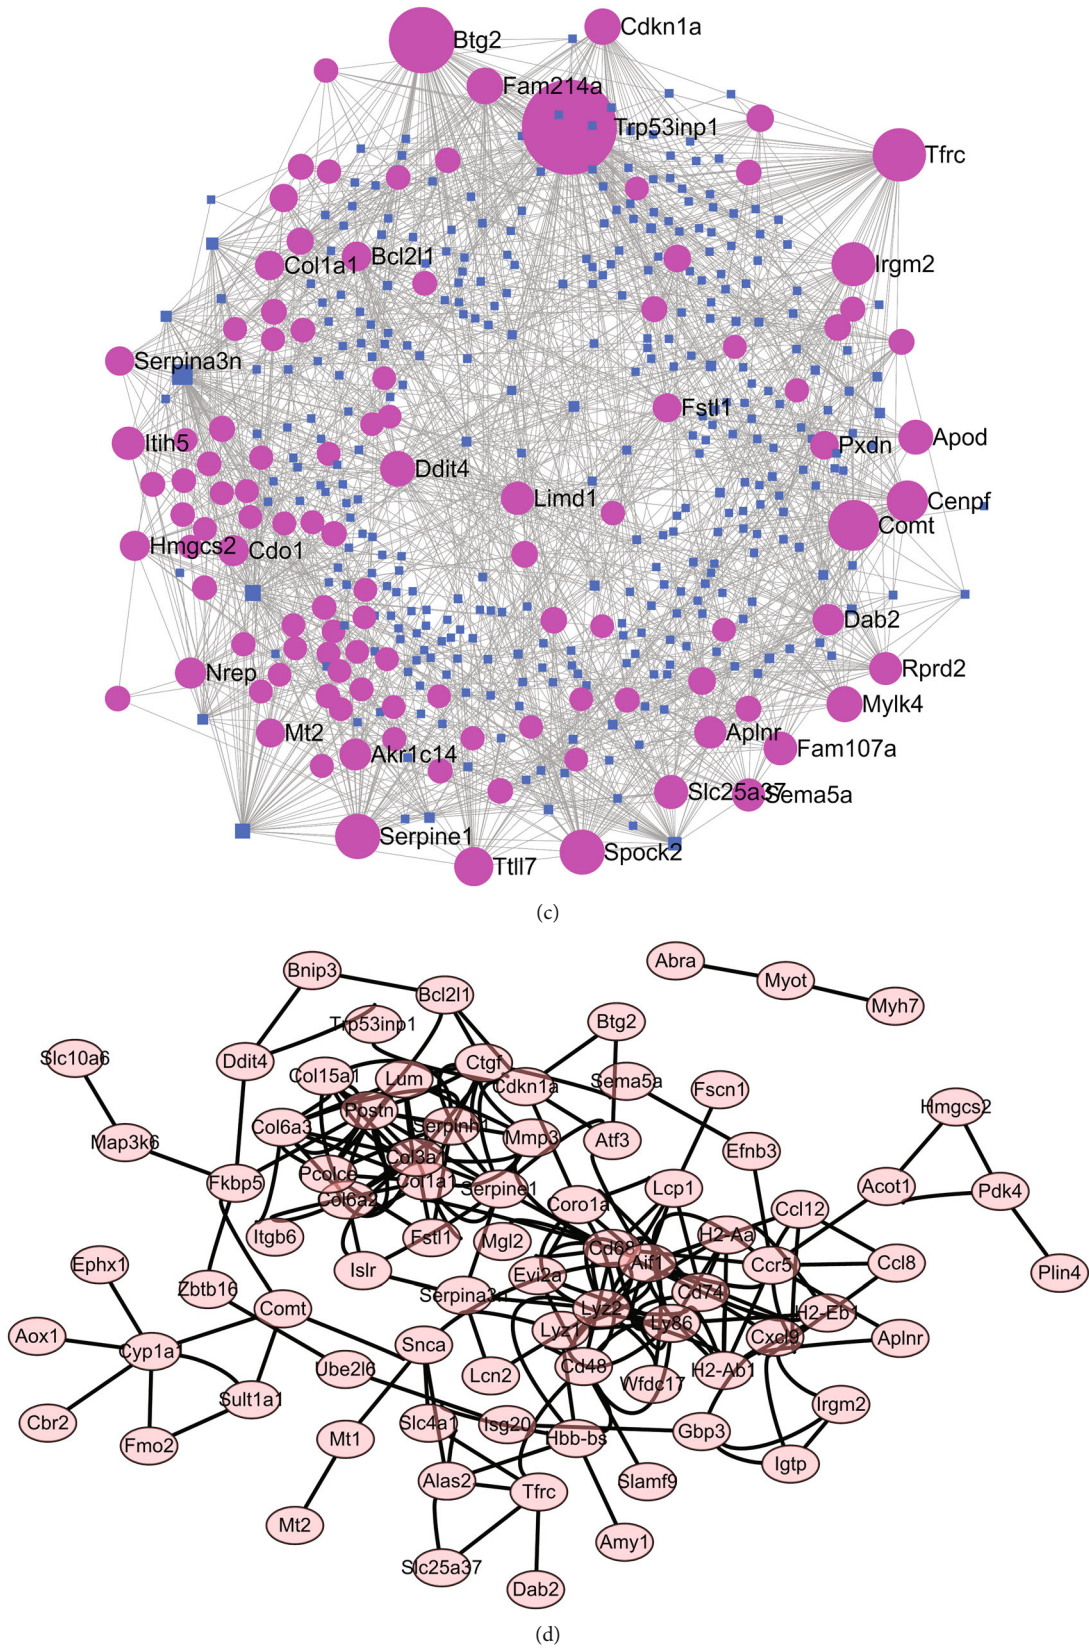 Btg2
Cdkn1a
Fam214a
Trp53inp1
Tfrc
Col1a1
Bcl2l1
Irgm2
Serpina3n
Fstl1
Itih5
Pxdn
Apod
Ddit4
Limd1
Cenpf
Comt
Hmgcs2
Cdo1
Dab2
Nrep
Rprd2
Mylk4
Mt2
Aplnr
Akr1c14
Fam107a
Slc25a37
Sema5a
Serpine1
Ttll7
Spock2
(c)
Abra
Bnip3
Myot
Bcl2l1
Myh7
Trp53inp1
Btg2
Slc10a6
Ddit4
Ctgf
Col15a1
Lum
Cdkn1a
Sema5a
Fscn1
Hmgcs2
Postn
Col6a3
Serpinh1
Mmp3
Atf3
Map3k6
Efnb3
Col3a
Pcolce
Fkbp5
Col1a1
Serpine1
Lcp1
Acot1
Pdk4
Col6a2
Coro1a
Ccl12
Itgb6
Fstl1
Mgl2
H2-Aa
Cd68
Aif1
Ephx1
Islr
Evi2a
Ccr5
Ccl8
Plin4
Zbtb16
Serpina3n
Cd74
Comt
Lyz2
H2-Eb1
Aox1
Cyp1a1
Snca
Lyz1
Ly86
Cxcl9
Aplnr
Ube2l6
Lcn2
Cd48
Wfdc17
H2-Ab1
Sult1a1
Irgm2
Cbr2
Fmo2
Mt1
Slc4a1
Isg20
Hbb-bs
Gbp3
Igtp
Alas2
Tfrc
Slamf9
Mt2
Amy1
Slc25a37
Dab2
(d)